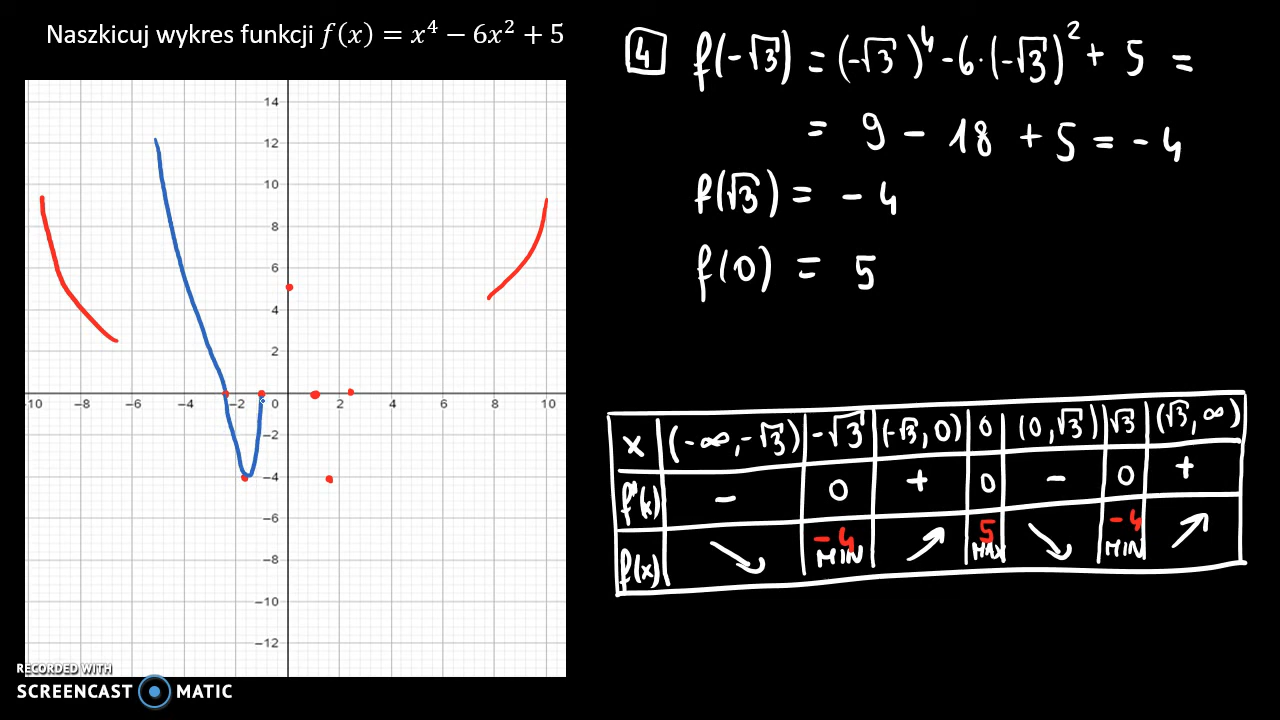 Naszkicuj wykres funkcji f(x) = x⁴ − 6x² + 5
4 f(-√3) = (-√3)⁴ - 6·(-√3)² + 5 =
= 9 - 18 + 5 = -4
f(√3) = -4
f(0) = 5
14
12
10
8
6
4
2
−10 −8 −6 −4 −2 0 2 4 6 8 10
−2
−4
−6
−8
−10
−12
x (-∞,-√3) -√3 (-√3,0) 0 (0,√3) √3 (√3,∞)
f'(x) - 0 + 0 - 0 +
f(x) ↘ -4 MIN ↗ 5 MAX ↘ -4 MIN ↗
RECORDED WITH
SCREENCAST MATIC